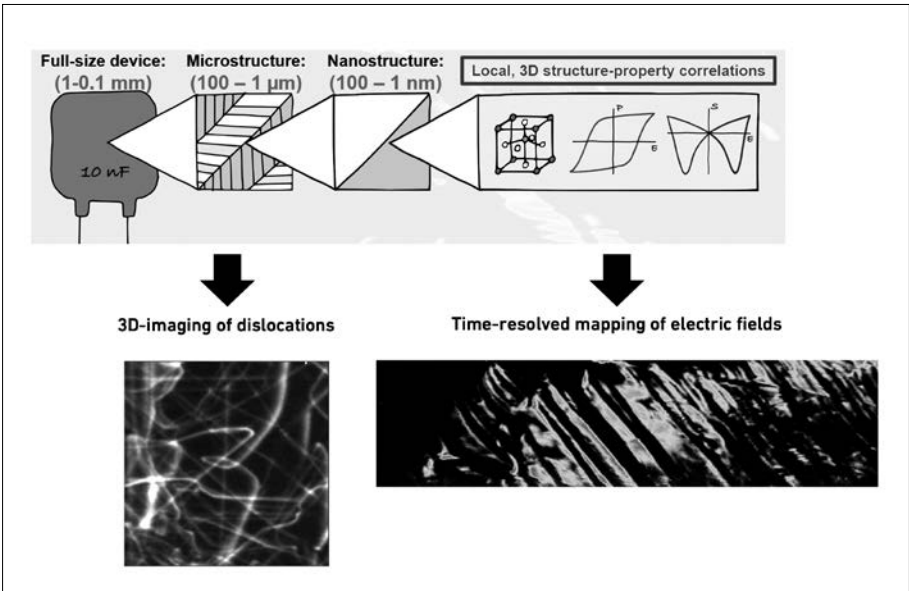 Full-size device:
(1-0.1 mm)
Microstructure:
(100 – 1 µm)
Nanostructure:
(100 – 1 nm)
Local, 3D structure-property correlations
10 nF
P
E
S
E
3D-imaging of dislocations
Time-resolved mapping of electric fields